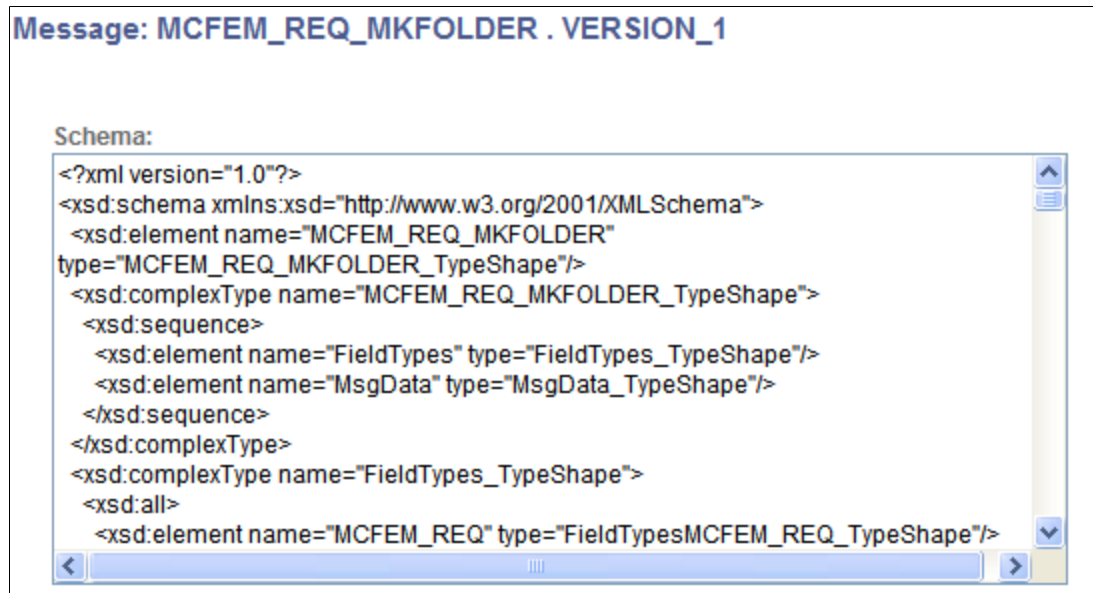 Message: MCFEM_REQ_MKFOLDER . VERSION_1
Schema:
<?xml version="1.0"?>
<xsd:schema xmlns:xsd="http://www.w3.org/2001/XMLSchema">
<xsd:element name="MCFEM_REQ_MKFOLDER"
type="MCFEM_REQ_MKFOLDER_TypeShape"/>
<xsd:complexType name="MCFEM_REQ_MKFOLDER_TypeShape">
<xsd:sequence>
<xsd:element name="FieldTypes" type="FieldTypes_TypeShape"/>
<xsd:element name="MsgData" type="MsgData_TypeShape"/>
</xsd:sequence>
</xsd:complexType>
<xsd:complexType name="FieldTypes_TypeShape">
<xsd:all>
<xsd:element name="MCFEM_REQ" type="FieldTypesMCFEM_REQ_TypeShape"/>